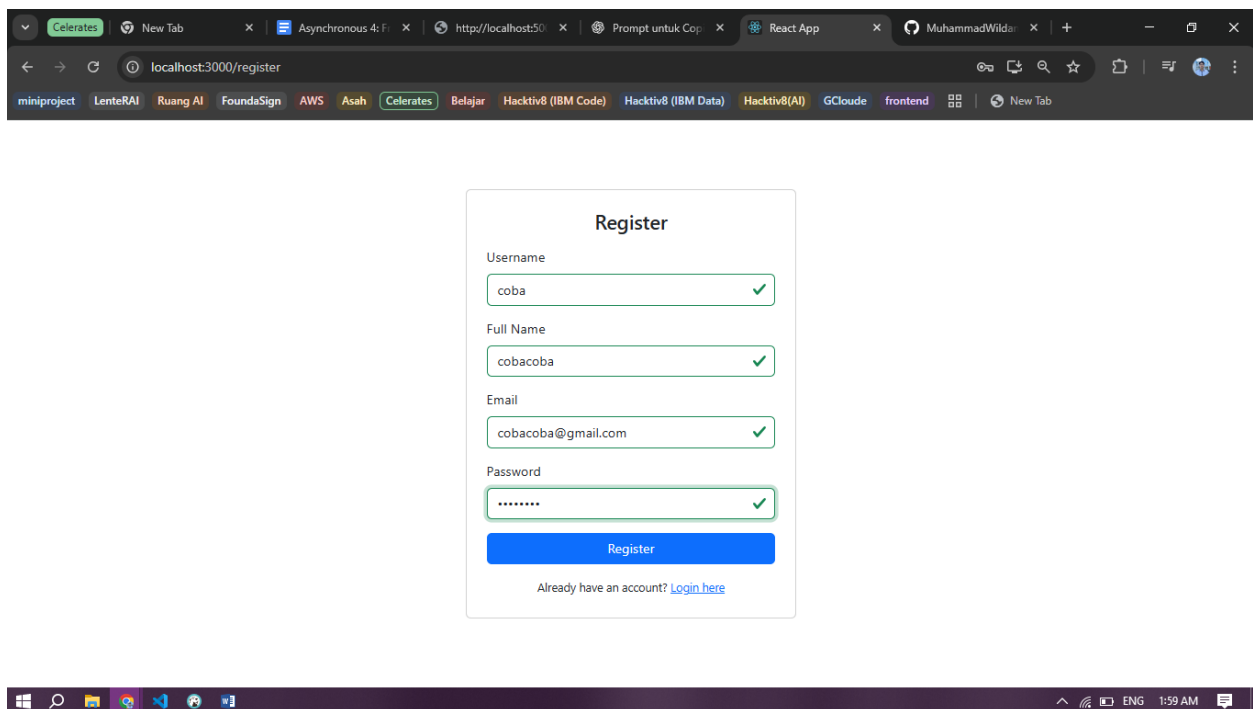 Celerates
New Tab
Asynchronous 4: Fr
http://localhost:50
Prompt untuk Cop
React App
MuhammadWildan
localhost:3000/register
miniproject LenteRAI Ruang AI FoundaSign AWS Asah Celerates Belajar Hacktiv8 (IBM Code) Hacktiv8 (IBM Data) Hacktiv8(AI) GCloude frontend New Tab
Register
Username
coba
Full Name
cobacoba
Email
cobacoba@gmail.com
Password
••••••••
Register
Already have an account? Login here
ENG 1:59 AM